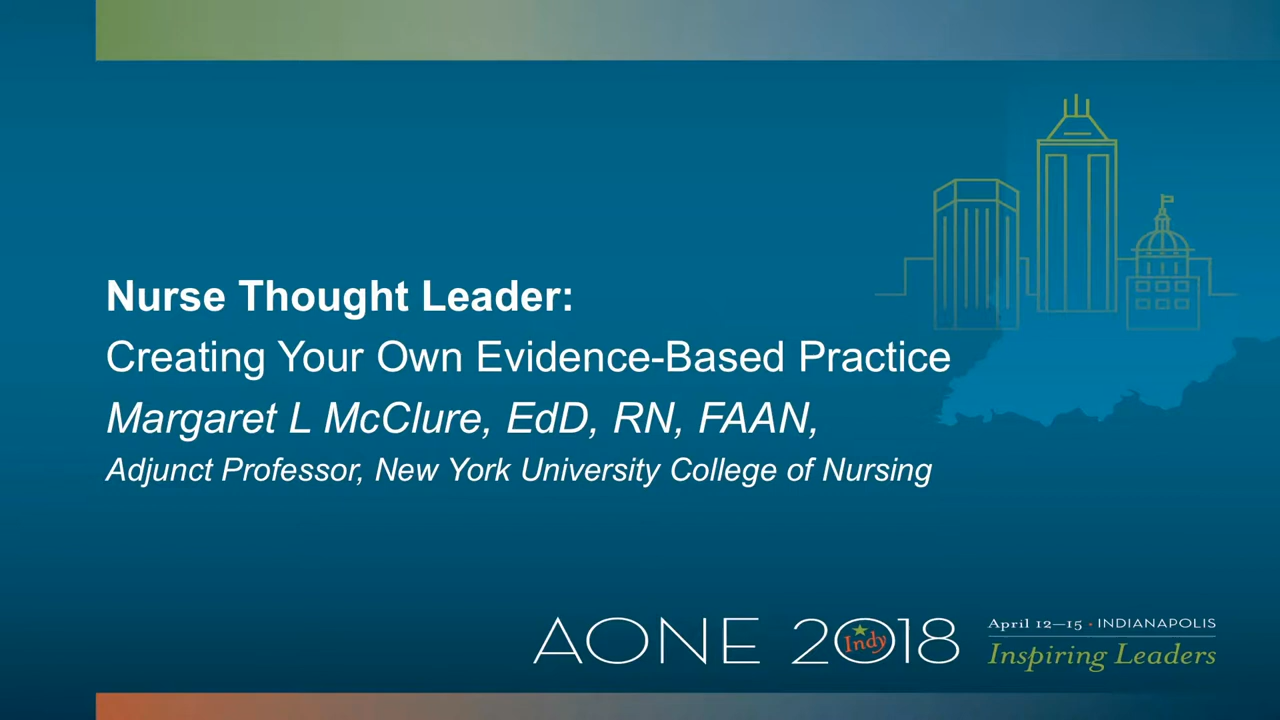 Nurse Thought Leader:
Creating Your Own Evidence-Based Practice
Margaret L McClure, EdD, RN, FAAN,
Adjunct Professor, New York University College of Nursing
AONE 2018
Indy
April 12—15 • INDIANAPOLIS
Inspiring Leaders